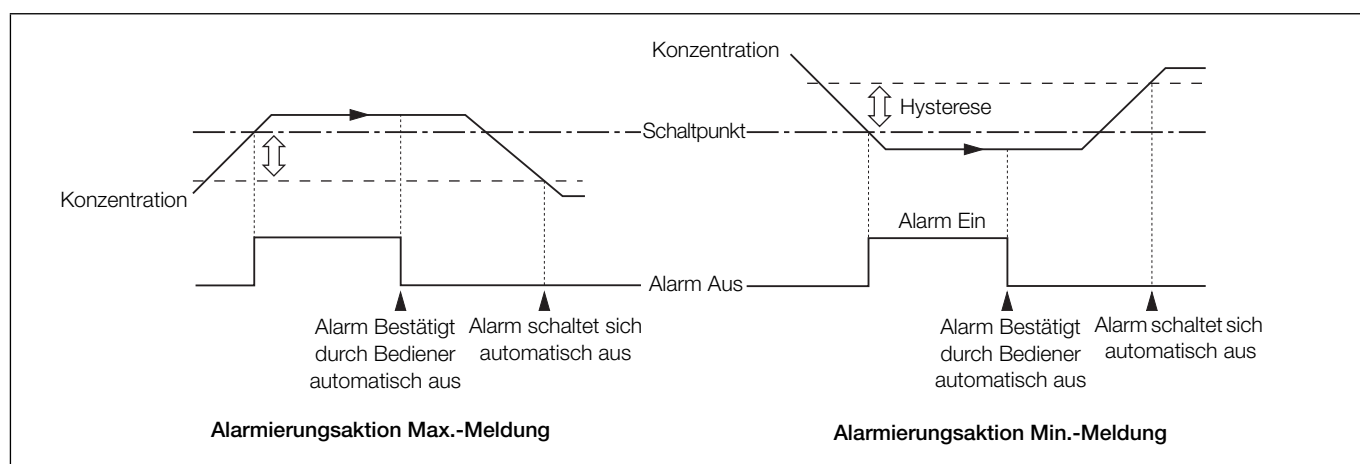 Konzentration
Hysterese
Schaltpunkt
Konzentration
Alarm Ein
Alarm Aus
Alarm Bestätigt
durch Bediener
automatisch aus
Alarm schaltet sich
automatisch aus
Alarm Bestätigt
durch Bediener
automatisch aus
Alarm schaltet sich
automatisch aus
Alarmierungsaktion Max.-Meldung
Alarmierungsaktion Min.-Meldung